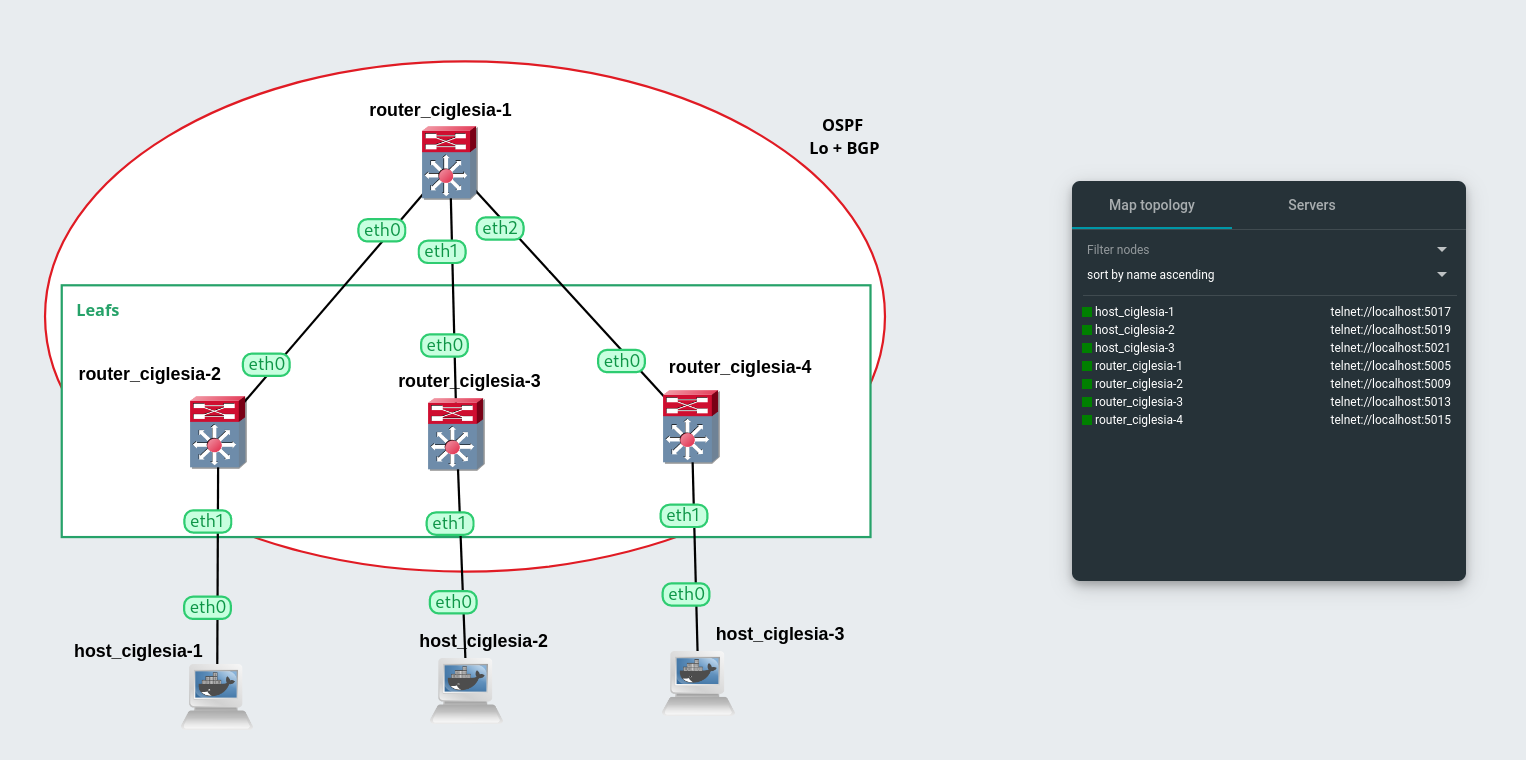 router_ciglesia-1
OSPF
Lo + BGP
eth0
eth1
eth2
Leafs
eth0
eth0
eth0
router_ciglesia-2
router_ciglesia-3
router_ciglesia-4
eth1
eth1
eth1
eth0
eth0
eth0
host_ciglesia-1
host_ciglesia-2
host_ciglesia-3
Map topology
Servers
Filter nodes
sort by name ascending
host_ciglesia-1 telnet://localhost:5017
host_ciglesia-2 telnet://localhost:5019
host_ciglesia-3 telnet://localhost:5021
router_ciglesia-1 telnet://localhost:5005
router_ciglesia-2 telnet://localhost:5009
router_ciglesia-3 telnet://localhost:5013
router_ciglesia-4 telnet://localhost:5015